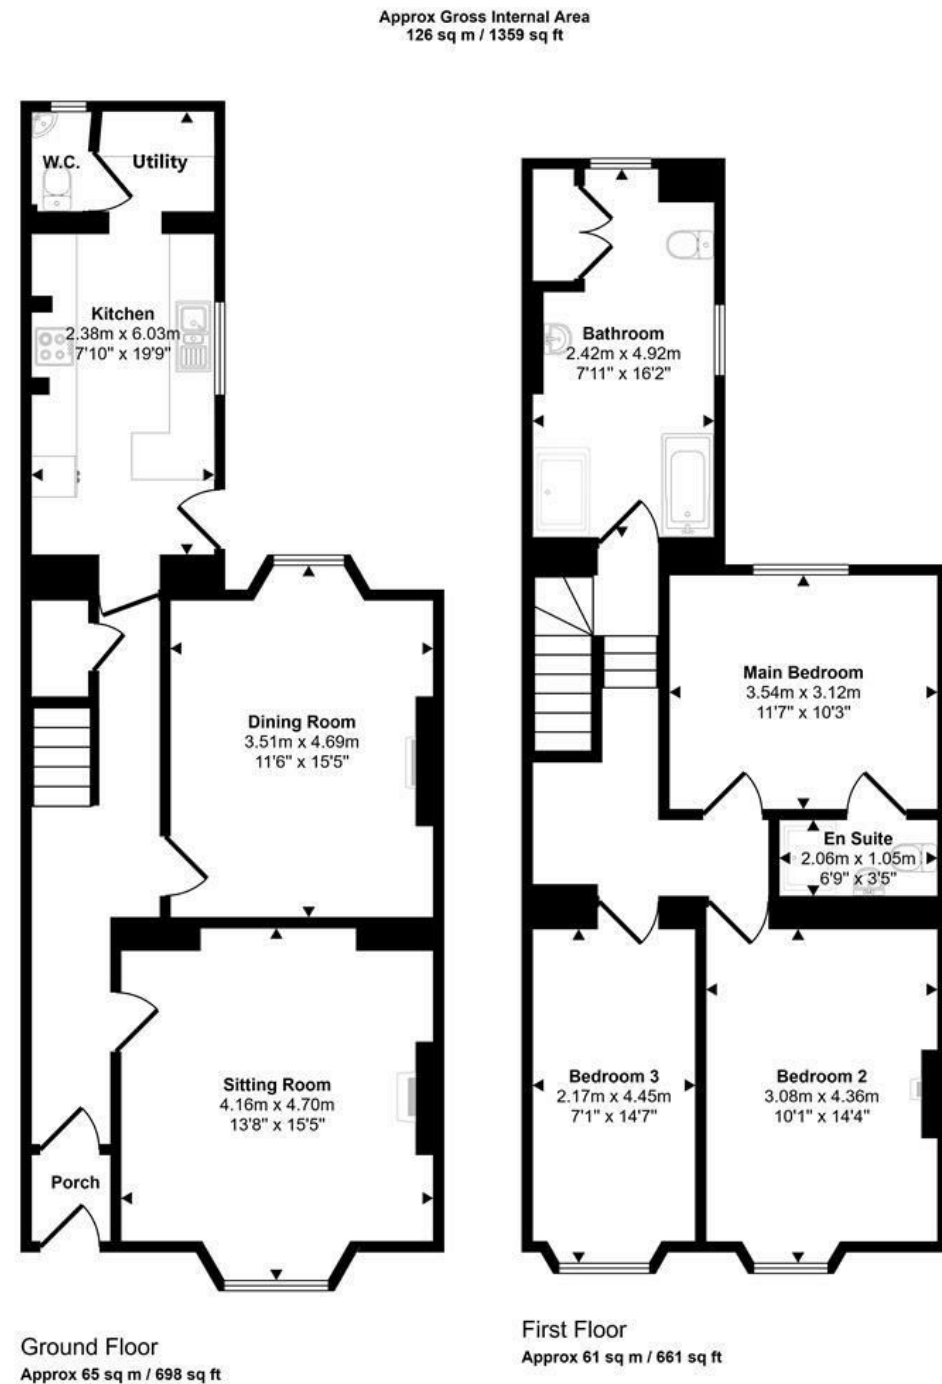 Approx Gross Internal Area
126 sq m / 1359 sq ft
W.C.
Utility
Kitchen
2.38m x 6.03m
7'10" x 19'9"
Dining Room
3.51m x 4.69m
11'6" x 15'5"
Sitting Room
4.16m x 4.70m
13'8" x 15'5"
Porch
Ground Floor
Approx 65 sq m / 698 sq ft
Bathroom
2.42m x 4.92m
7'11" x 16'2"
Main Bedroom
3.54m x 3.12m
11'7" x 10'3"
En Suite
2.06m x 1.05m
6'9" x 3'5"
Bedroom 3
2.17m x 4.45m
7'1" x 14'7"
Bedroom 2
3.08m x 4.36m
10'1" x 14'4"
First Floor
Approx 61 sq m / 661 sq ft